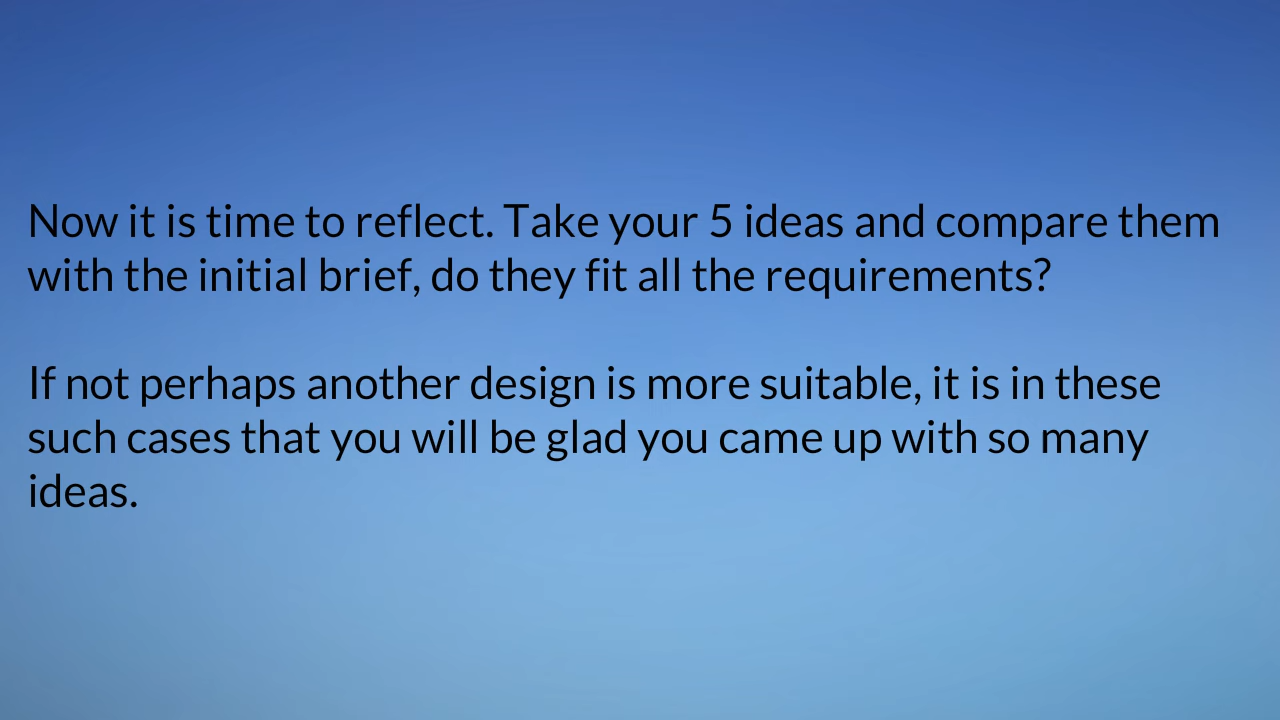 Now it is time to reflect. Take your 5 ideas and compare them
with the initial brief, do they fit all the requirements?
If not perhaps another design is more suitable, it is in these
such cases that you will be glad you came up with so many
ideas.